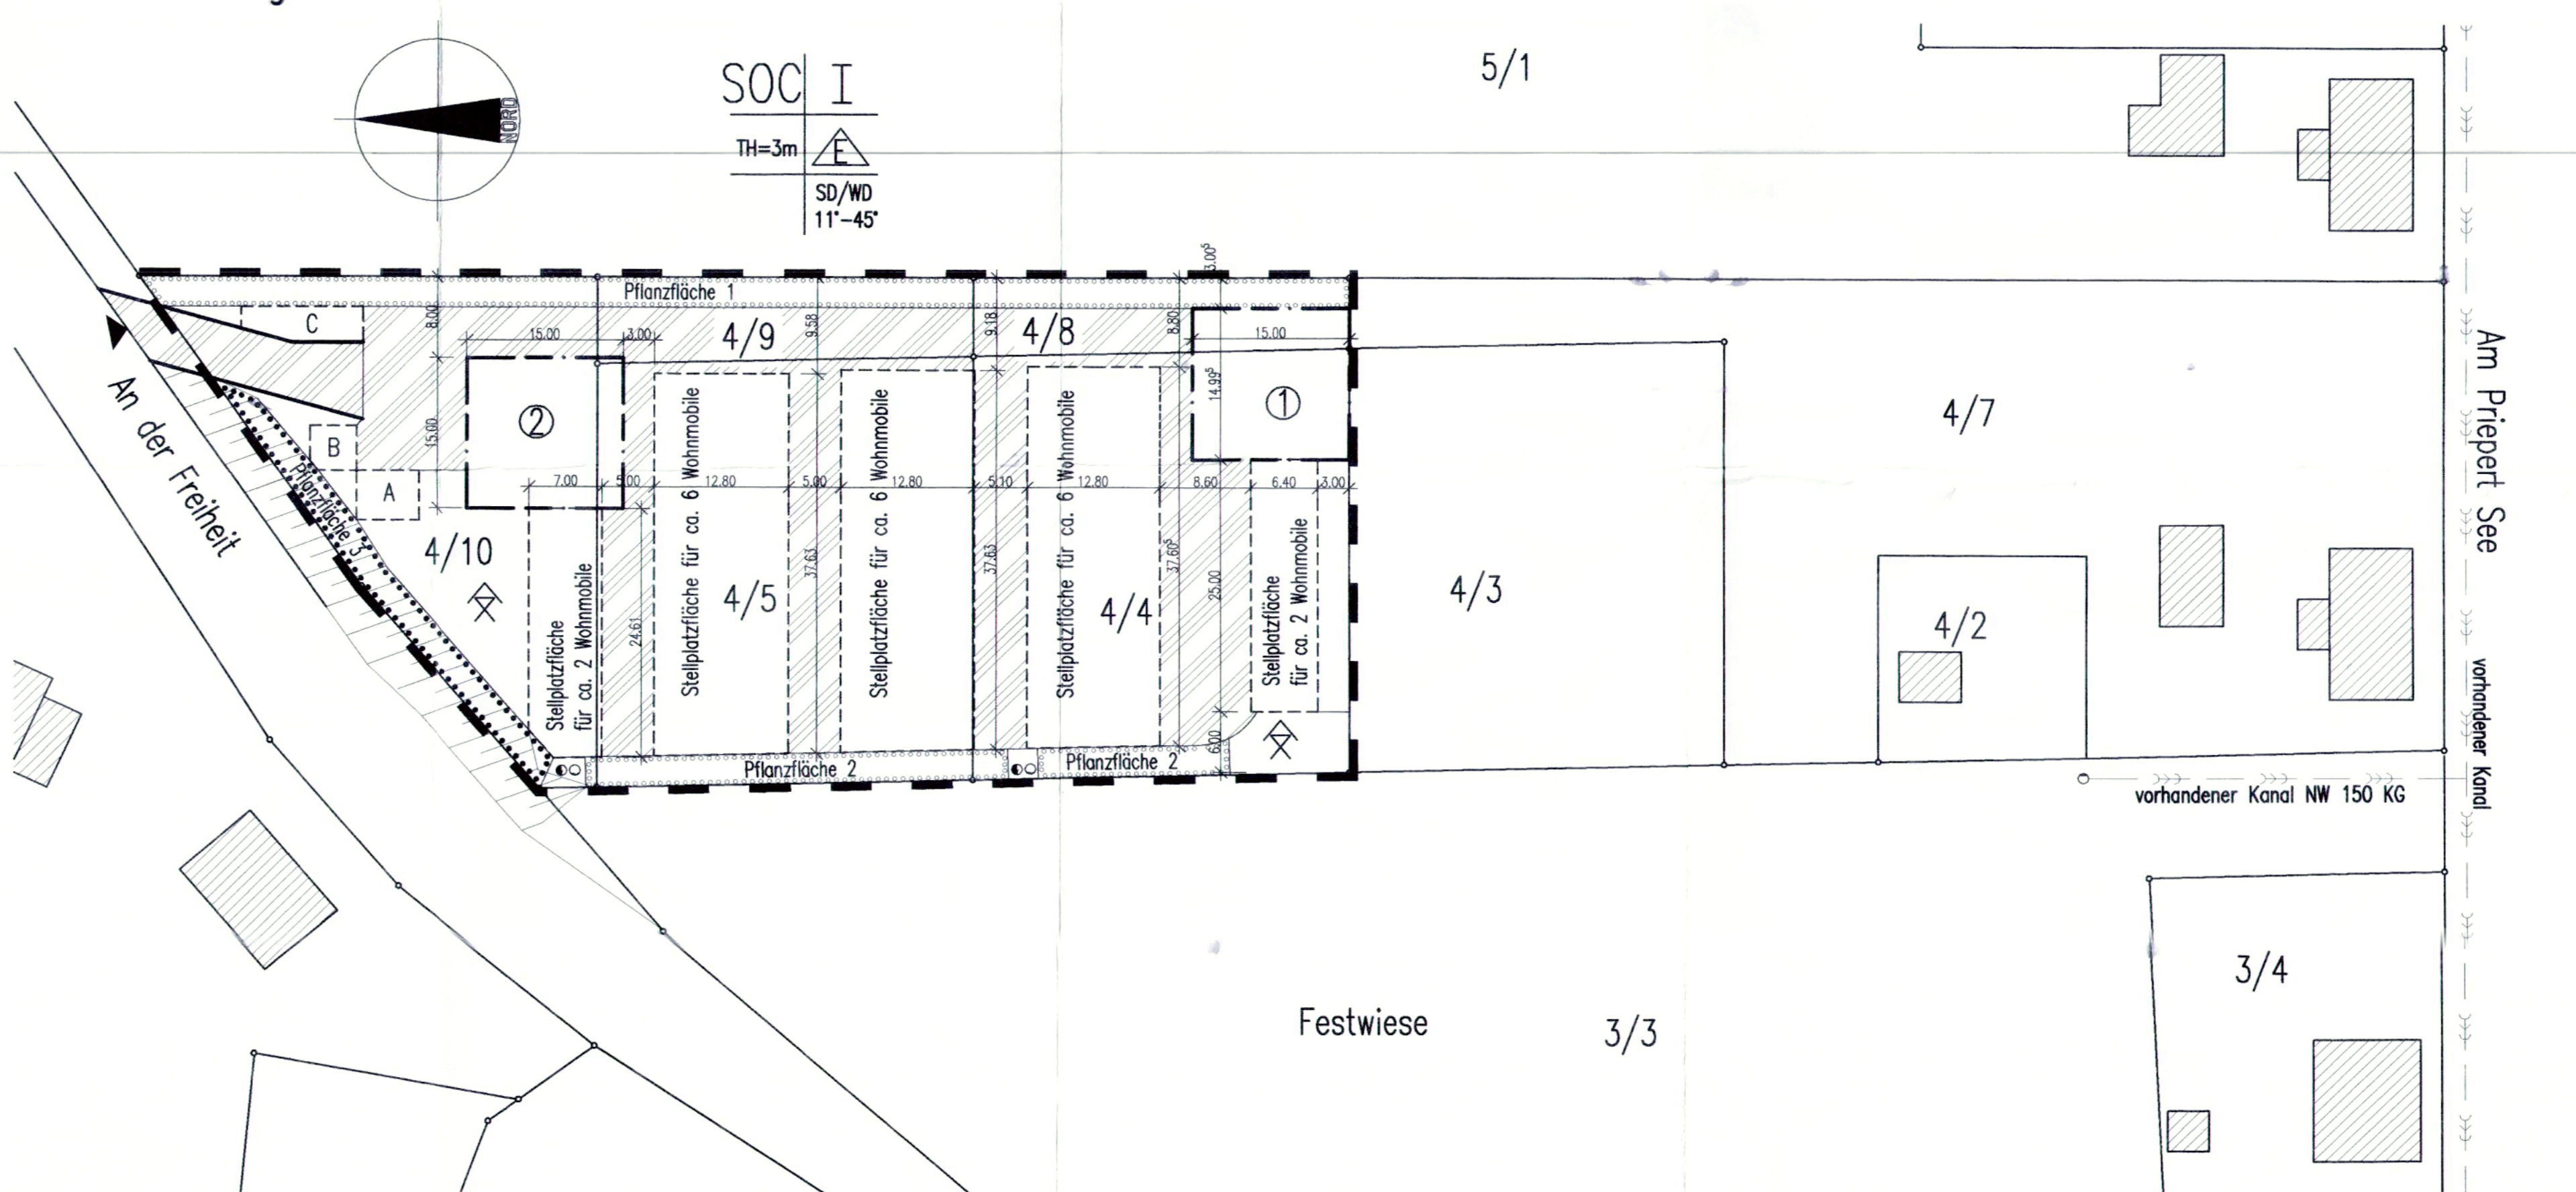 NORD
SOC I
TH=3m E
SD/WD
11°-45°
5/1
3.00⁵
Pflanzfläche 1
C
8.00
15.00
3.00
4/9
9.58
9.18
4/8
8.80
15.00
An der Freiheit
B
A
15.00
②
①
14.99⁵
7.00 5.00 12.80 5.00 12.80 5.10 12.80 8.60 6.40 3.00
Pflanzfläche 3
4/10
Stellplatzfläche
für ca. 2 Wohnmobile
24.61
Stellplatzfläche für ca. 6 Wohnmobile
4/5
37.63
Stellplatzfläche für ca. 6 Wohnmobile
37.63
Stellplatzfläche für ca. 6 Wohnmobile
4/4
37.60⁵
25.00
Stellplatzfläche
für ca. 2 Wohnmobile
6.00
Pflanzfläche 2
Pflanzfläche 2
4/3
4/7
4/2
Am Priepert See
vorhandener Kanal
vorhandener Kanal NW 150 KG
3/4
Festwiese
3/3